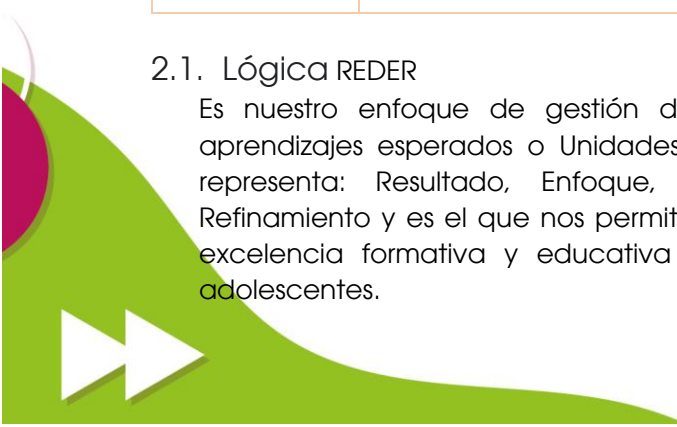 2.1. Lógica REDER
Es nuestro enfoque de gestión d
aprendizajes esperados o Unidades
representa: Resultado, Enfoque,
Refinamiento y es el que nos permit
excelencia formativa y educativa
adolescentes.